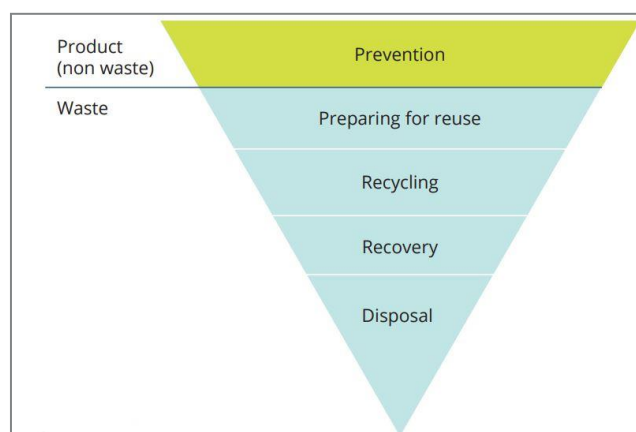 Product
(non waste)
Prevention
Waste
Preparing for reuse
Recycling
Recovery
Disposal